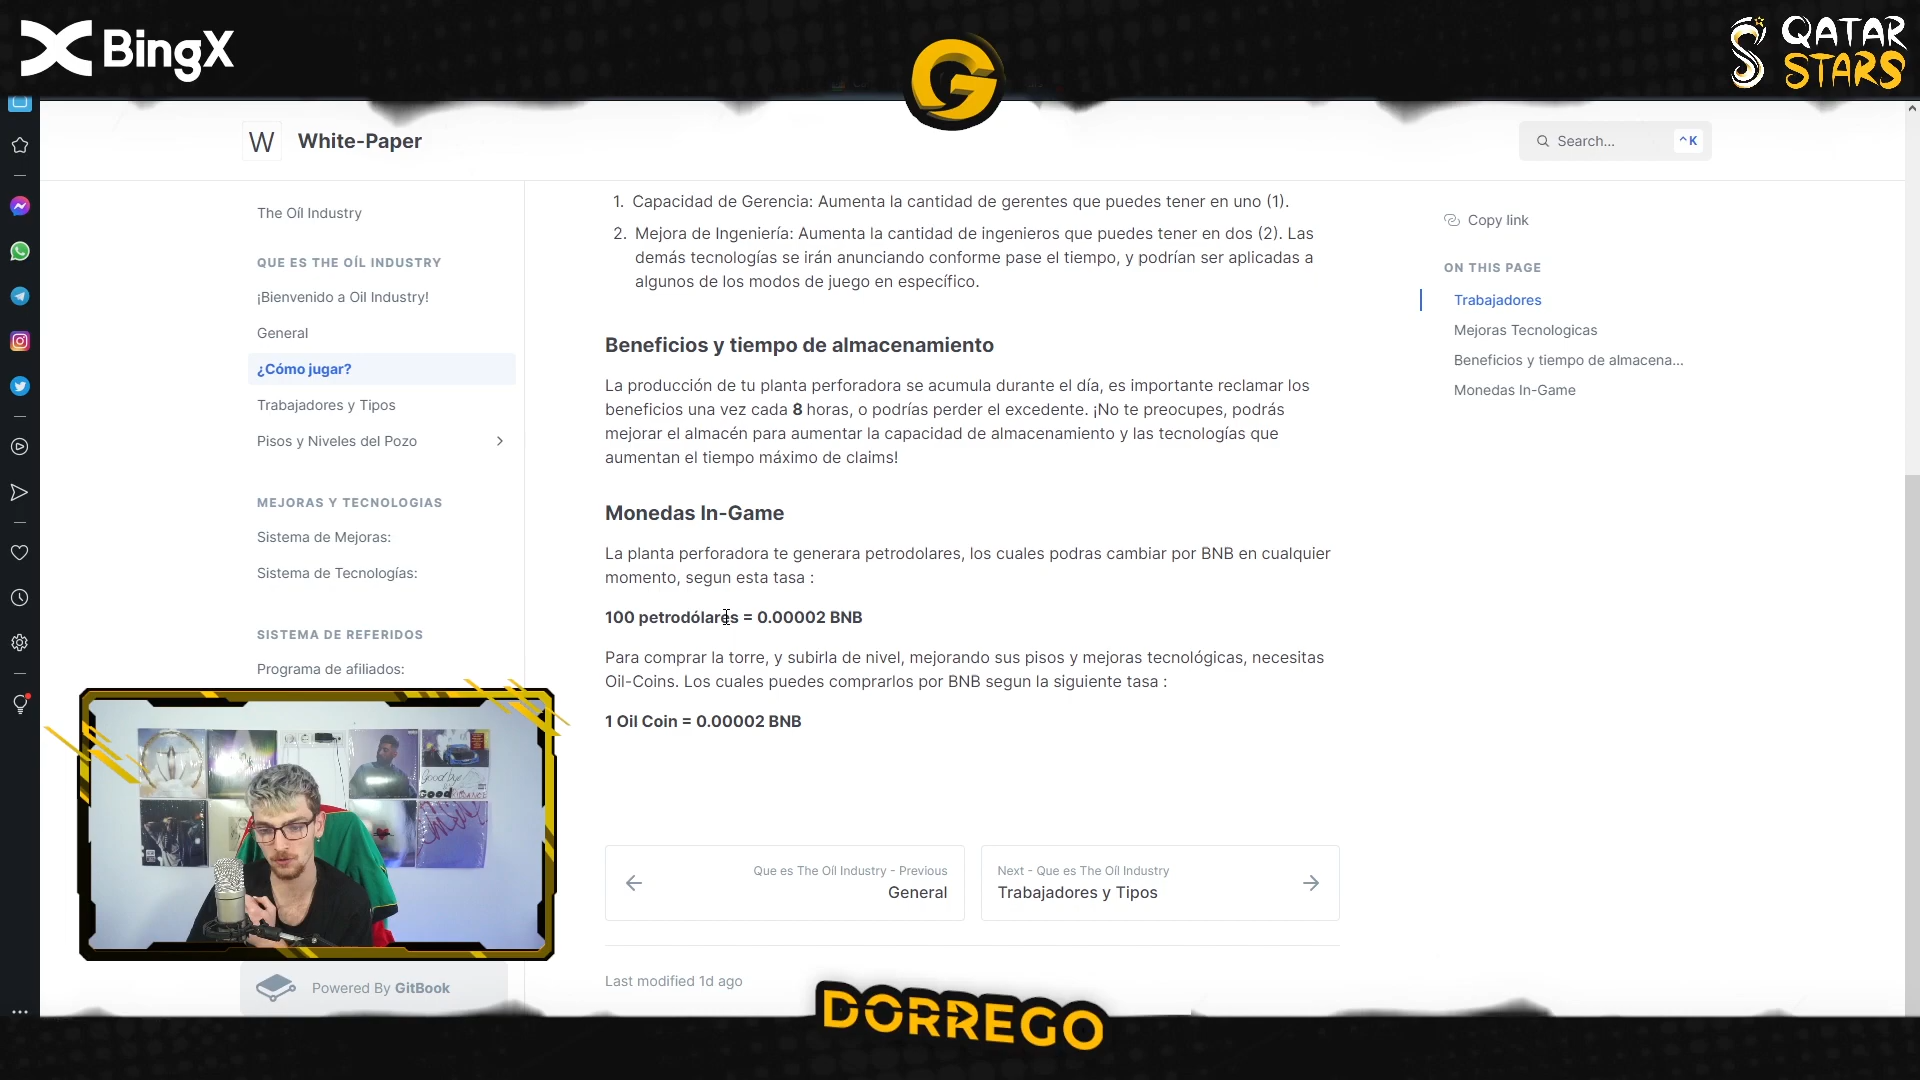 BingX
G
QATAR
STARS
W White-Paper
Search... ^K
The Oíl Industry
QUE ES THE OÍL INDUSTRY
¡Bienvenido a Oil Industry!
General
¿Cómo jugar?
Trabajadores y Tipos
Pisos y Niveles del Pozo
MEJORAS Y TECNOLOGIAS
Sistema de Mejoras:
Sistema de Tecnologías:
SISTEMA DE REFERIDOS
Programa de afiliados:
Powered By GitBook
1. Capacidad de Gerencia: Aumenta la cantidad de gerentes que puedes tener en uno (1).
2. Mejora de Ingeniería: Aumenta la cantidad de ingenieros que puedes tener en dos (2). Las
demás tecnologías se irán anunciando conforme pase el tiempo, y podrían ser aplicadas a
algunos de los modos de juego en específico.
Beneficios y tiempo de almacenamiento
La producción de tu planta perforadora se acumula durante el día, es importante reclamar los
beneficios una vez cada 8 horas, o podrías perder el excedente. ¡No te preocupes, podrás
mejorar el almacén para aumentar la capacidad de almacenamiento y las tecnologías que
aumentan el tiempo máximo de claims!
Monedas In-Game
La planta perforadora te generara petrodolares, los cuales podras cambiar por BNB en cualquier
momento, segun esta tasa :
100 petrodólares = 0.00002 BNB
Para comprar la torre, y subirla de nivel, mejorando sus pisos y mejoras tecnológicas, necesitas
Oil-Coins. Los cuales puedes comprarlos por BNB segun la siguiente tasa :
1 Oil Coin = 0.00002 BNB
Que es The Oíl Industry - Previous
General
Next - Que es The Oíl Industry
Trabajadores y Tipos
Last modified 1d ago
Copy link
ON THIS PAGE
Trabajadores
Mejoras Tecnologicas
Beneficios y tiempo de almacena...
Monedas In-Game
DORREGO